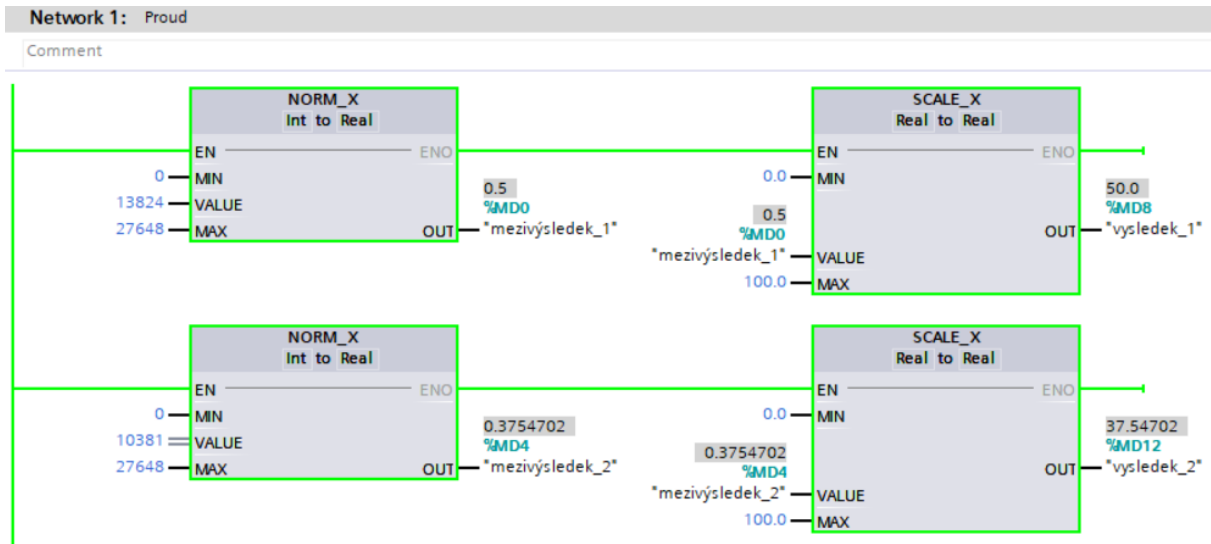 Network 1: Proud
Comment
NORM_X
Int to Real
EN
ENO
0
MIN
13824
VALUE
27648
MAX
OUT
0.5
%MD0
"mezivýsledek_1"
SCALE_X
Real to Real
EN
ENO
0.0
MIN
0.5
%MD0
"mezivýsledek_1"
VALUE
100.0
MAX
OUT
50.0
%MD8
"vysledek_1"
NORM_X
Int to Real
EN
ENO
0
MIN
10381
VALUE
27648
MAX
OUT
0.3754702
%MD4
"mezivýsledek_2"
SCALE_X
Real to Real
EN
ENO
0.0
MIN
0.3754702
%MD4
"mezivýsledek_2"
VALUE
100.0
MAX
OUT
37.54702
%MD12
"vysledek_2"